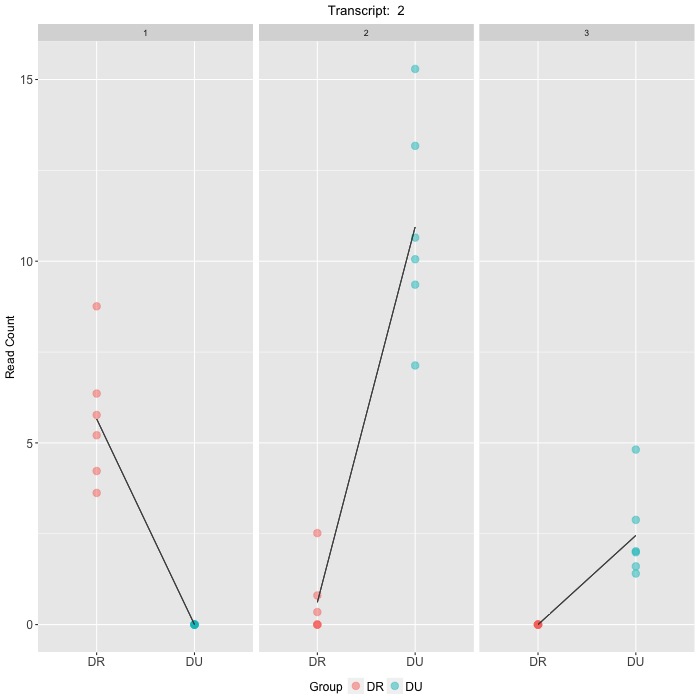 Transcript:  2
1 2 3
15
10
5
0
Read Count
DR DU DR DU DR DU
Group DR DU